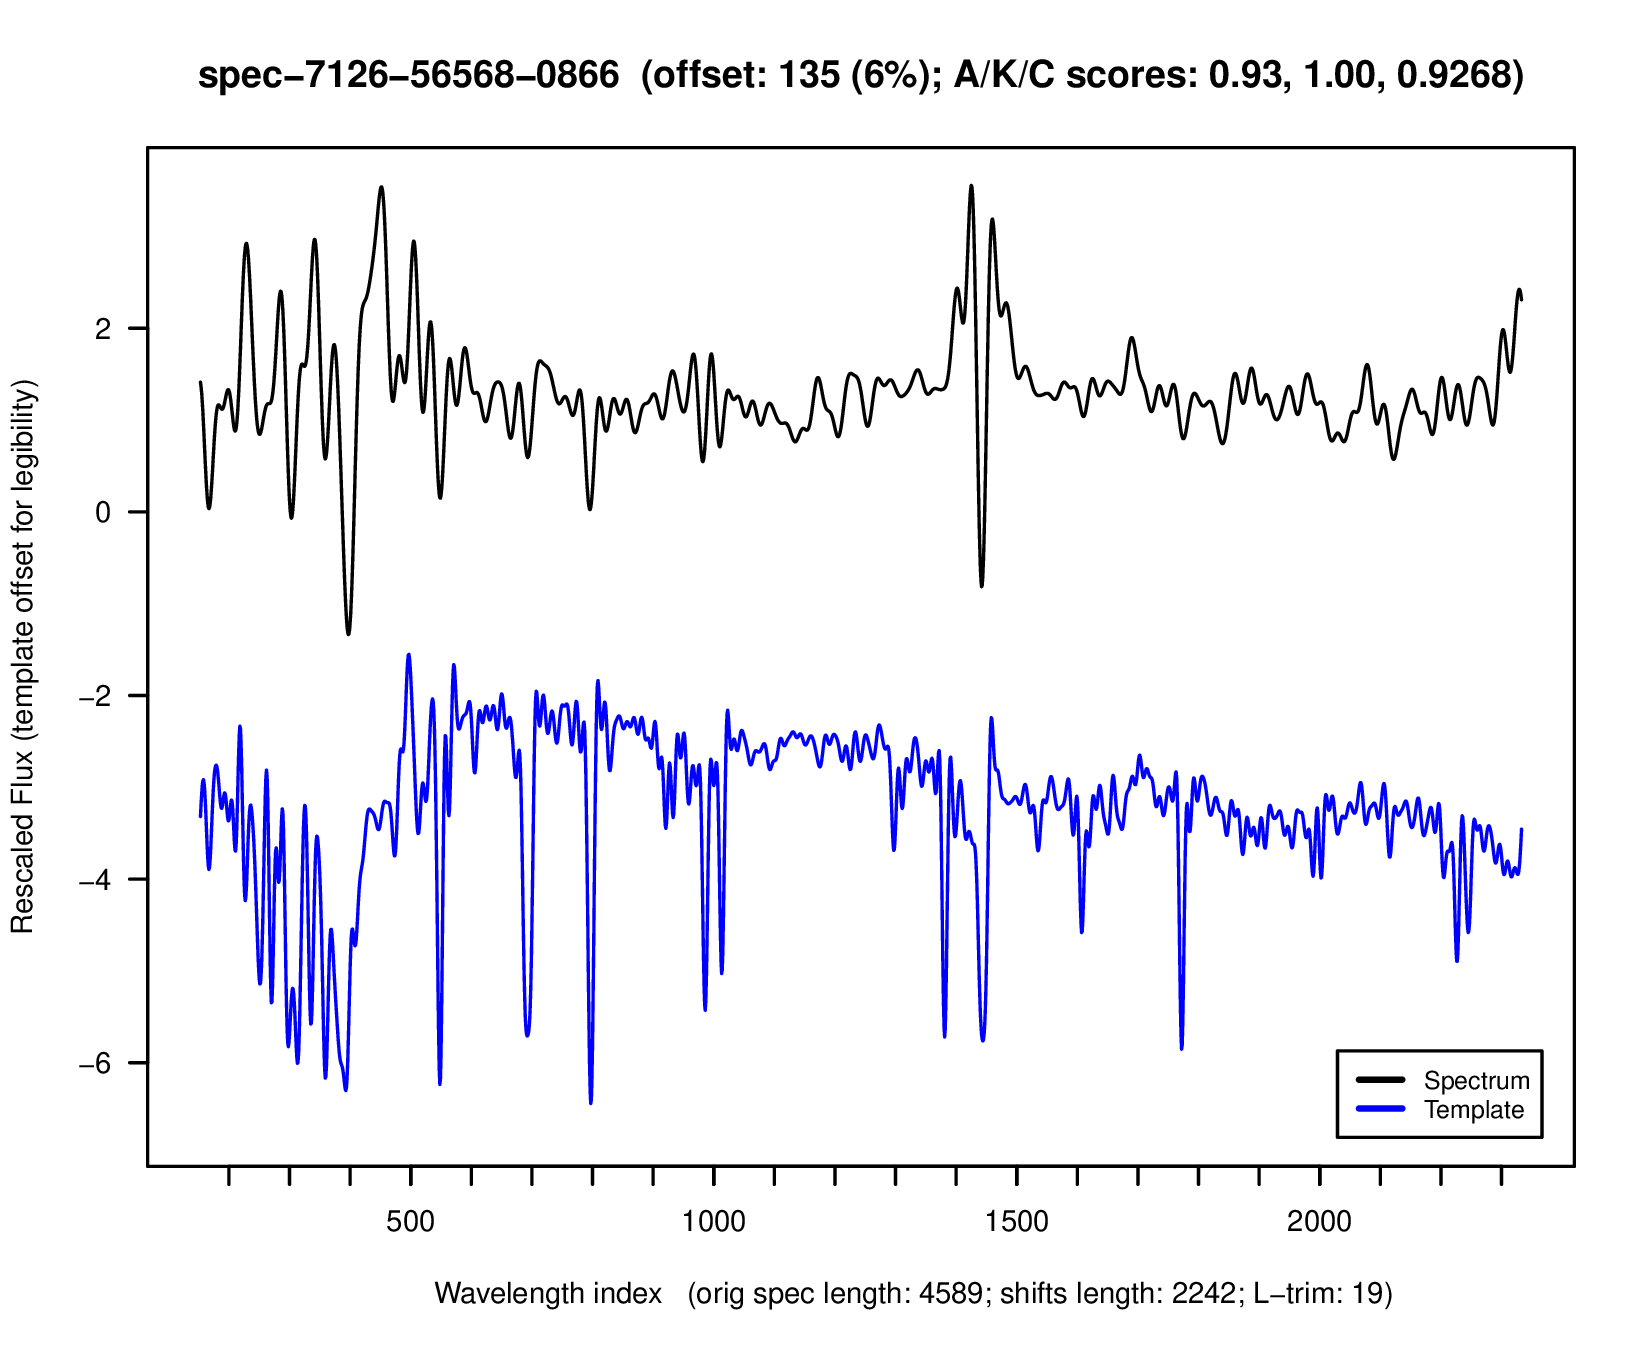 spec−7126−56568−0866  (offset: 135 (6%); A/K/C scores: 0.93, 1.00, 0.9268)
Rescaled Flux (template offset for legibility)
2
0
−2
−4
−6
Spectrum
Template
500
1000
1500
2000
Wavelength index   (orig spec length: 4589; shifts length: 2242; L−trim: 19)